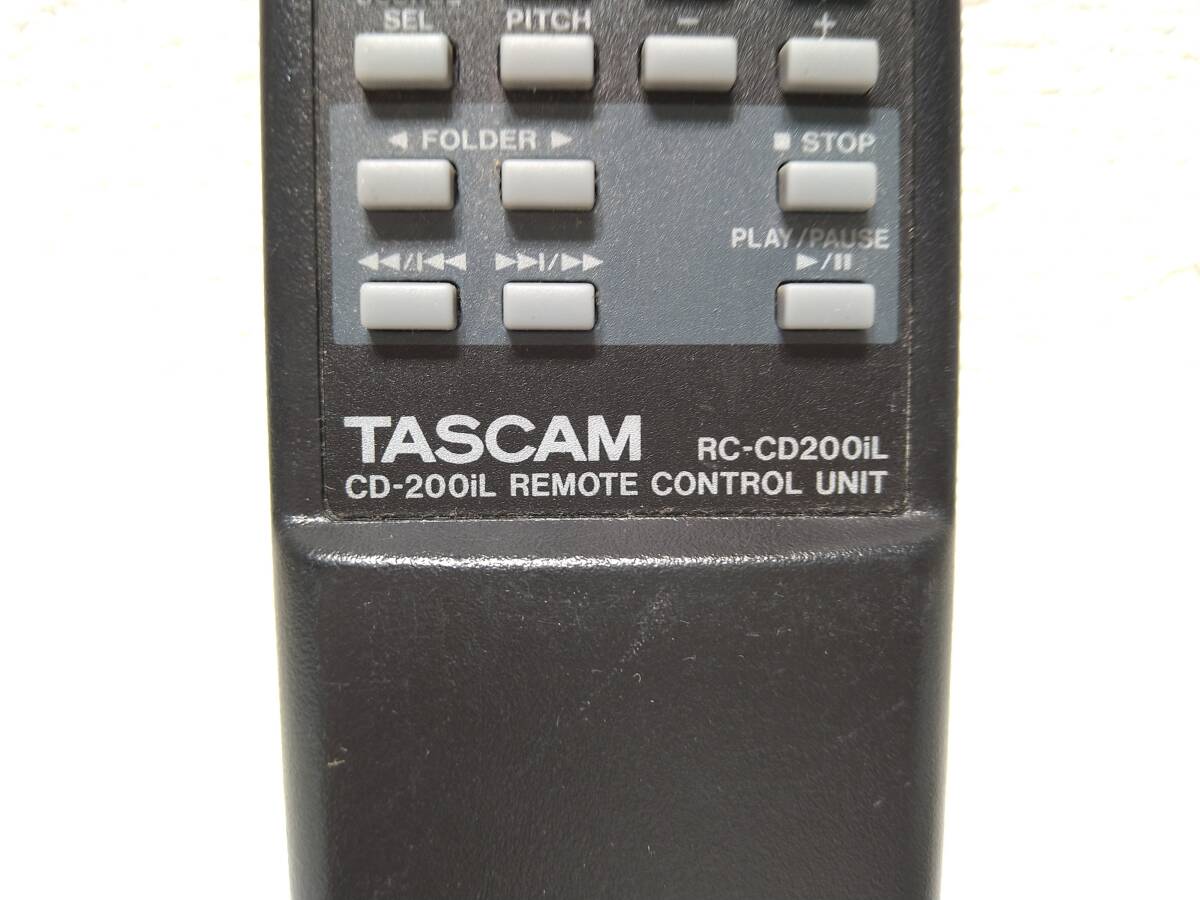 SEL PITCH - +
◀ FOLDER ▶ ■ STOP
PLAY/PAUSE
◀◀/I◀◀ ▶▶I/▶▶ ▶/II
TASCAM RC-CD200iL
CD-200iL REMOTE CONTROL UNIT